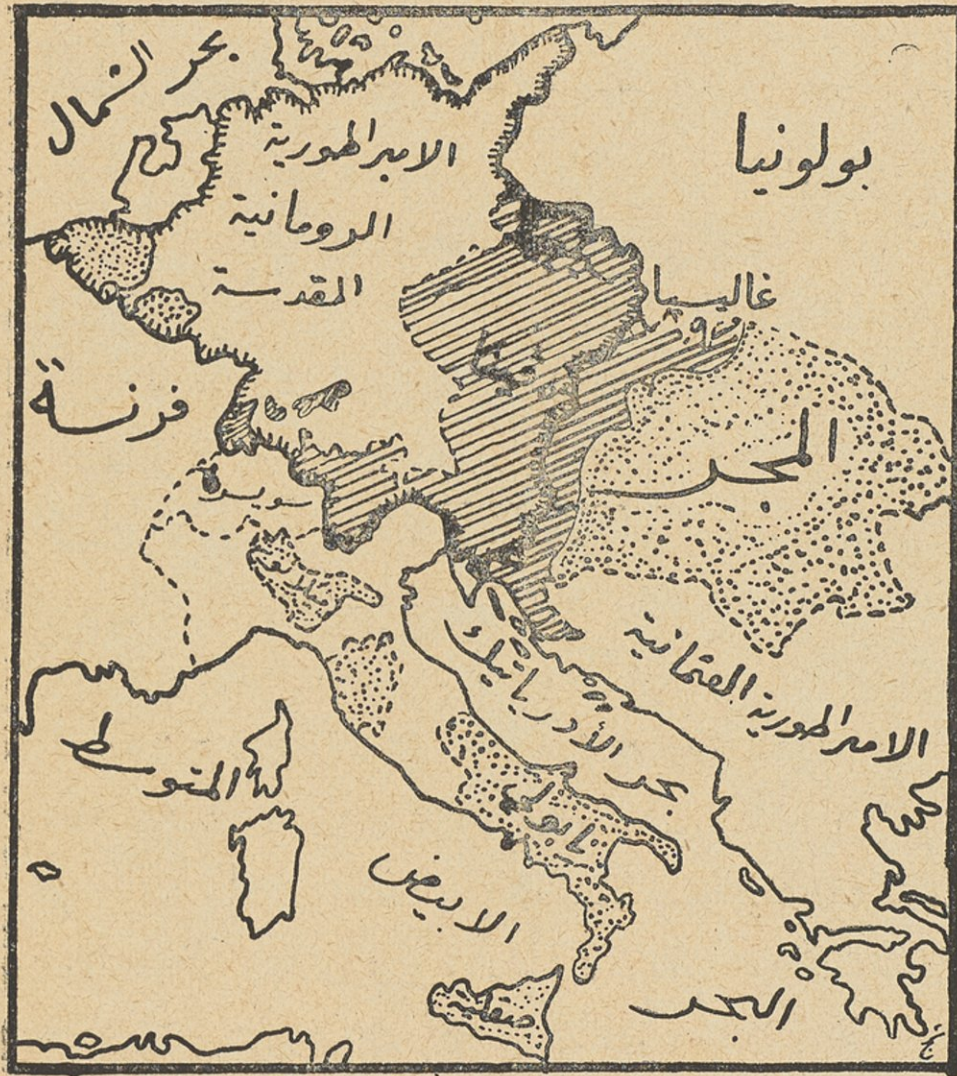 بحر الشمال
الامبراطورية
الرومانية
المقدسة
بولونيا
غاليسيا
فرنسة
المجر
سويسرا
الامبراطورية العثمانية
بحر الأدرياتيك
المتوسط
نابولي
الابيض
البحر
صقلية